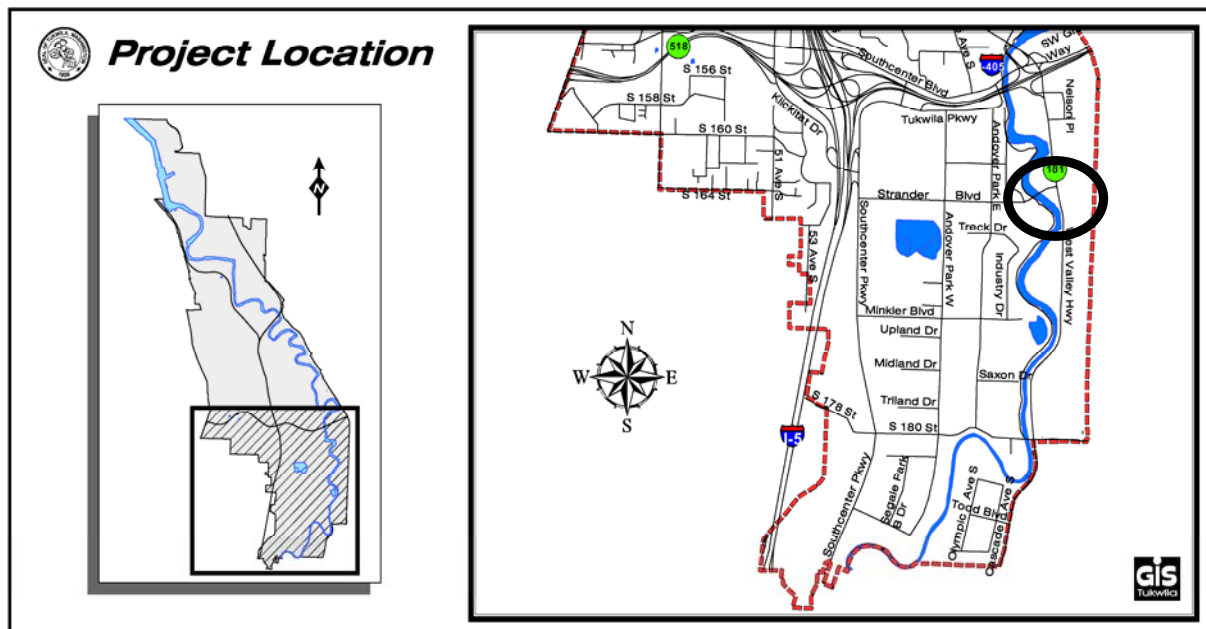 Project Location
1908
N
518
S 156 St
S 158 St
S 160 St
S 164 St
Klickitat Dr
51 Ave S
53 Ave S
Southcenter Blvd
I-405
SW
Way
Nelson Pl
Tukwila Pkwy
Andover Park E
181
Strander Blvd
Treck Dr
Southcenter Pkwy
Andover Park W
Industry Dr
West Valley Hwy
Minkler Blvd
Upland Dr
Midland Dr
Triland Dr
Saxon Dr
S 178 St
S 180 St
I-5
Southcenter Pkwy
Segale Park
B Dr
Olympic Ave S
Todd Blvd
Cascade Ave S
N
W
E
S
GIS
Tukwila